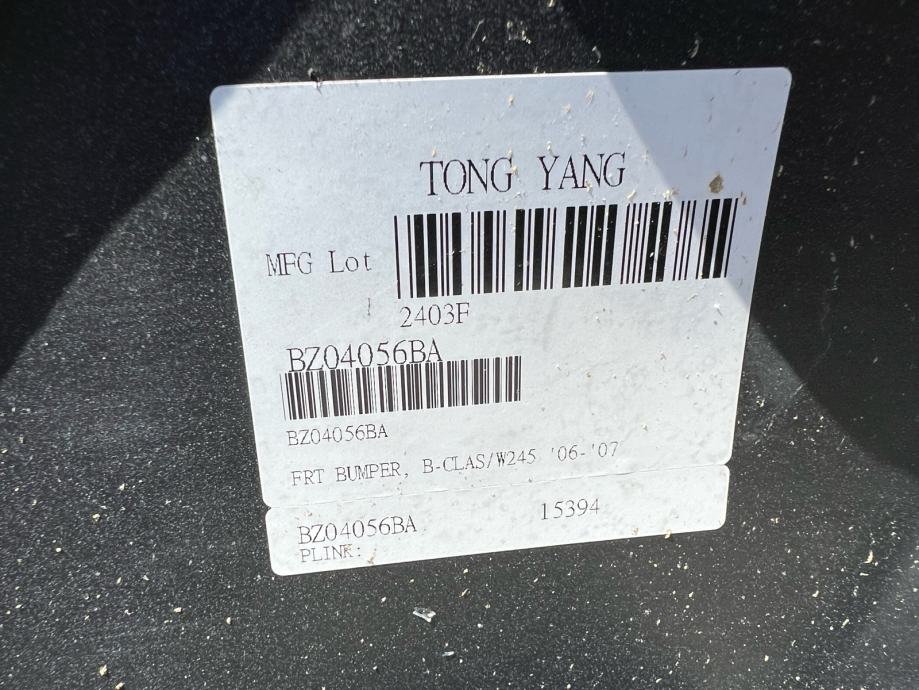 TONG YANG
MFG Lot
2403F
BZ04056BA
BZ04056BA
FRT BUMPER, B-CLAS/W245 '06-'07
BZ04056BA 15394
PLINK: